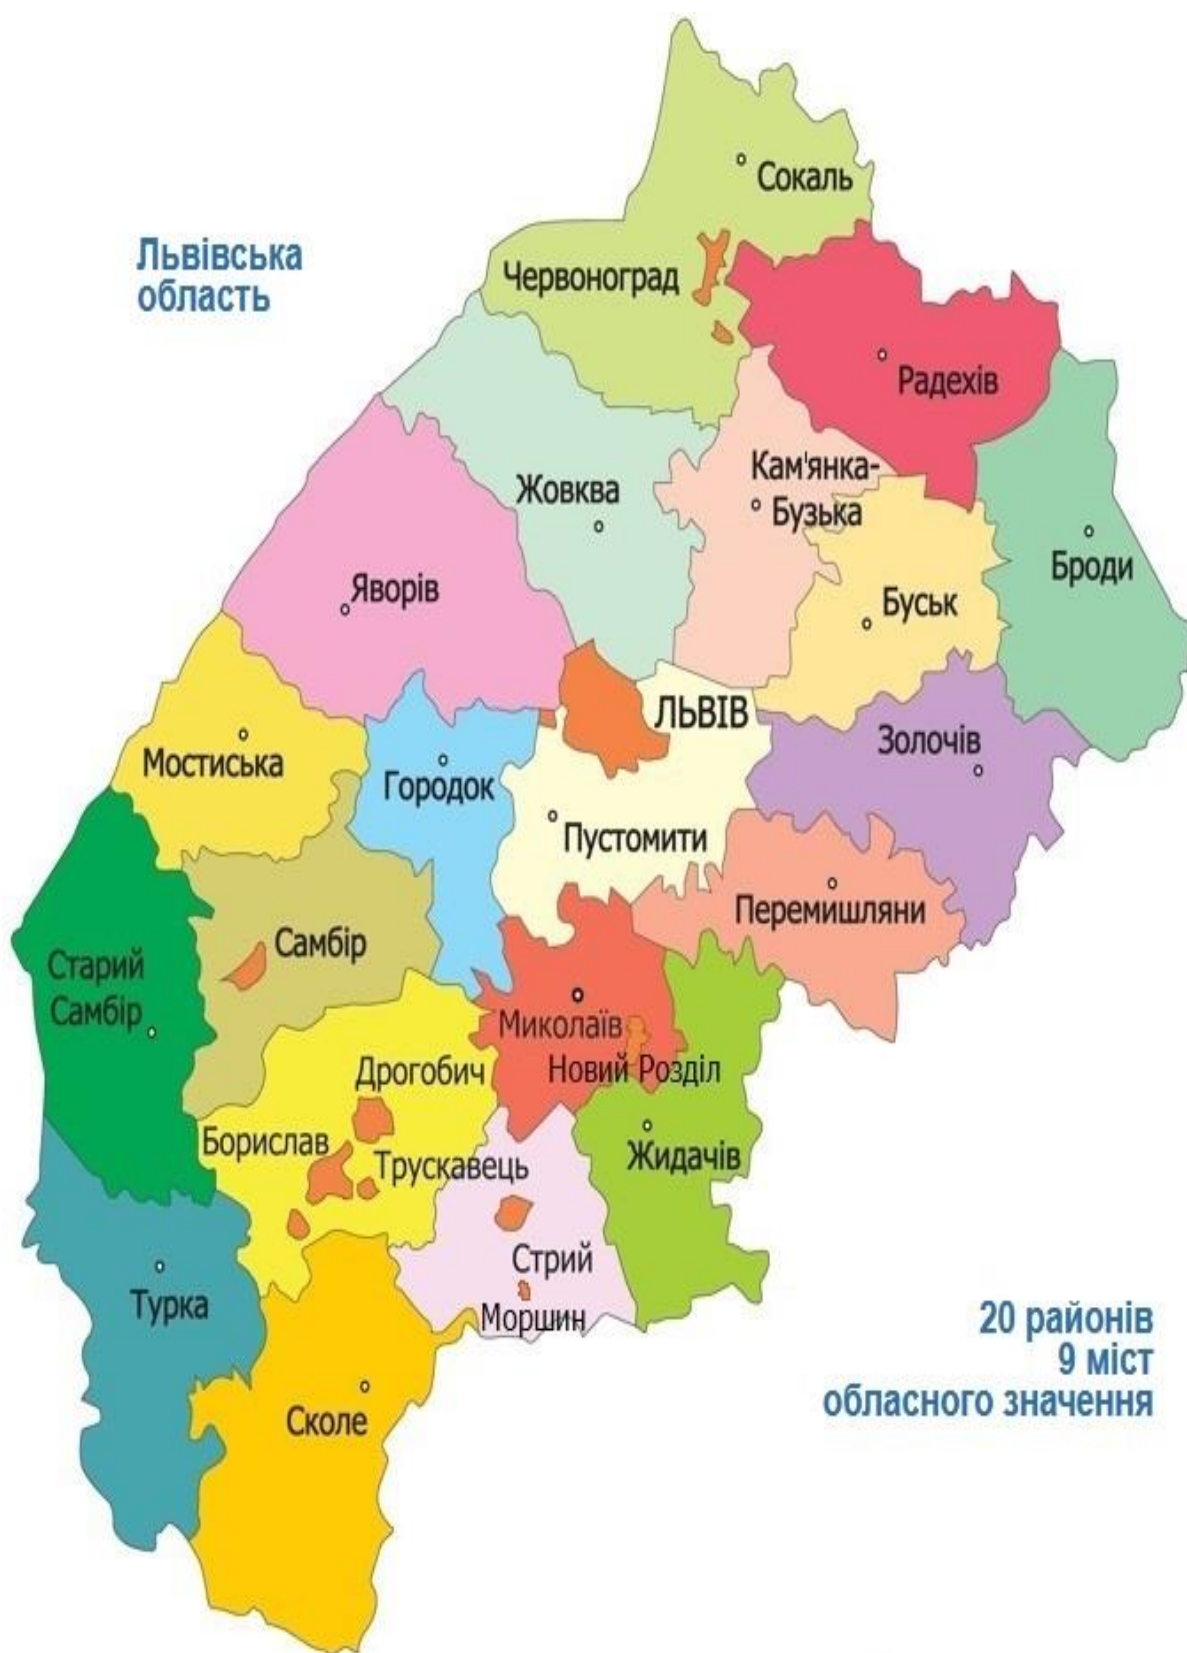 Сокаль
Львівська
область
Червоноград
Радехів
Кам'янка-
Бузька
Жовква
Броди
Яворів
Буськ
ЛЬВІВ
Золочів
Мостиська
Городок
Пустомити
Перемишляни
Самбір
Старий
Самбір
Миколаїв
Новий Розділ
Дрогобич
Борислав
Трускавець
Жидачів
Стрий
Моршин
Турка
20 районів
9 міст
обласного значення
Сколе